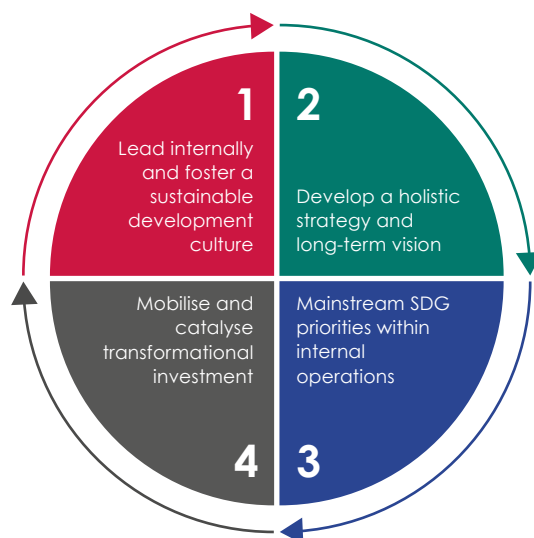 1
Lead internally
and foster a
sustainable
development
culture
2
Develop a holistic
strategy and
long-term vision
Mainstream SDG
priorities within
internal
operations
3
Mobilise and
catalyse
transformational
investment
4